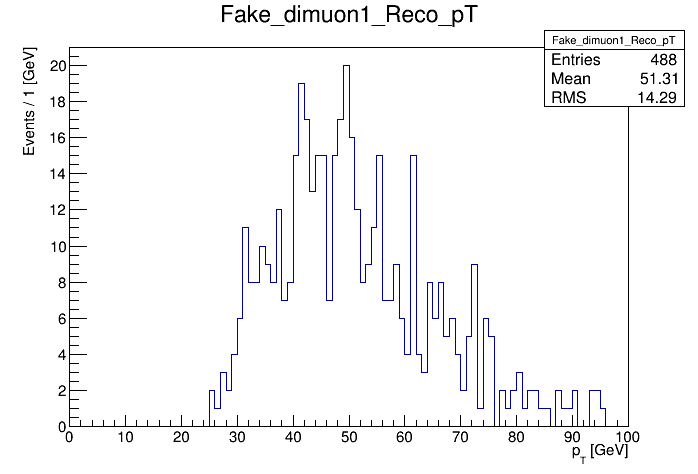 Fake_dimuon1_Reco_pT
Fake_dimuon1_Reco_pT
Entries 488
Mean 51.31
RMS 14.29
Events / 1 [GeV]
20
18
16
14
12
10
8
6
4
2
0
0 10 20 30 40 50 60 70 80 90 100
p_T [GeV]